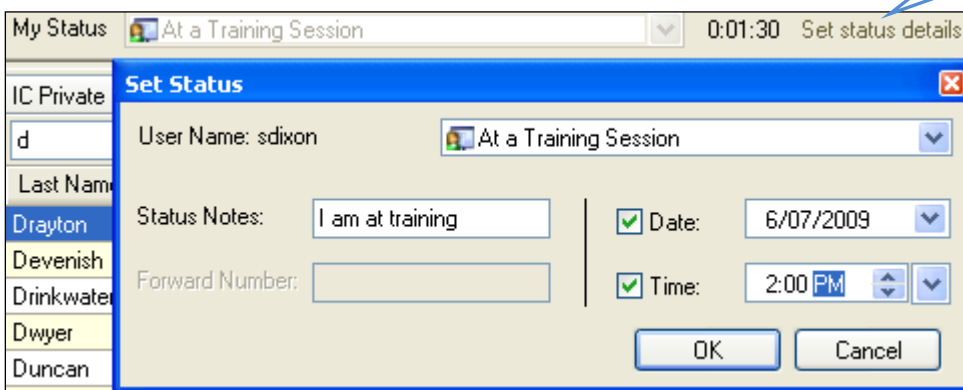 My Status At a Training Session 0:01:30 Set status details
IC Private
Set Status
d
User Name: sdixon At a Training Session
Last Nam
Status Notes: I am at training Date: 6/07/2009
Drayton
Devenish
Forward Number: Time: 2:00 PM
Drinkwater
Dwyer
OK Cancel
Duncan